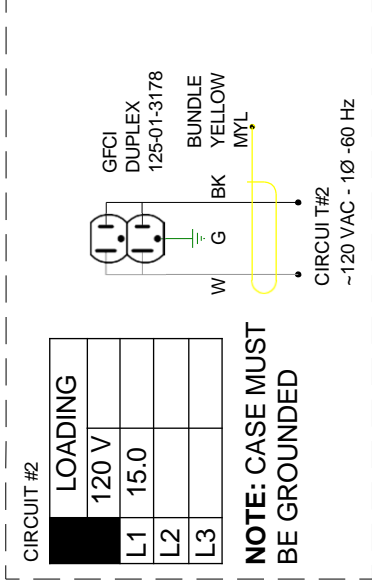 CIRCUIT #2
LOADING
120 V
L1 15.0
L2
L3
NOTE: CASE MUST
BE GROUNDED
GFCI
DUPLEX
125-01-3178
BUNDLE
YELLOW
MYL
W G BK
CIRCUI T#2
~120 VAC - 1Ø -60 Hz